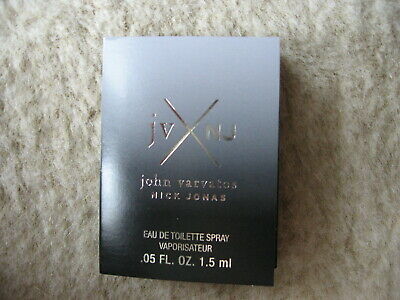 jv X NJ
john varvatos
NICK JONAS
EAU DE TOILETTE SPRAY
VAPORISATEUR
.05 FL. OZ. 1.5 ml